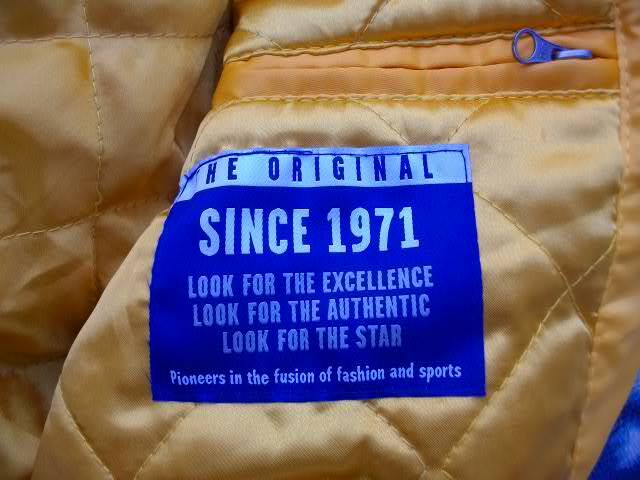 THE ORIGINAL
SINCE 1971
LOOK FOR THE EXCELLENCE
LOOK FOR THE AUTHENTIC
LOOK FOR THE STAR
Pioneers in the fusion of fashion and sports